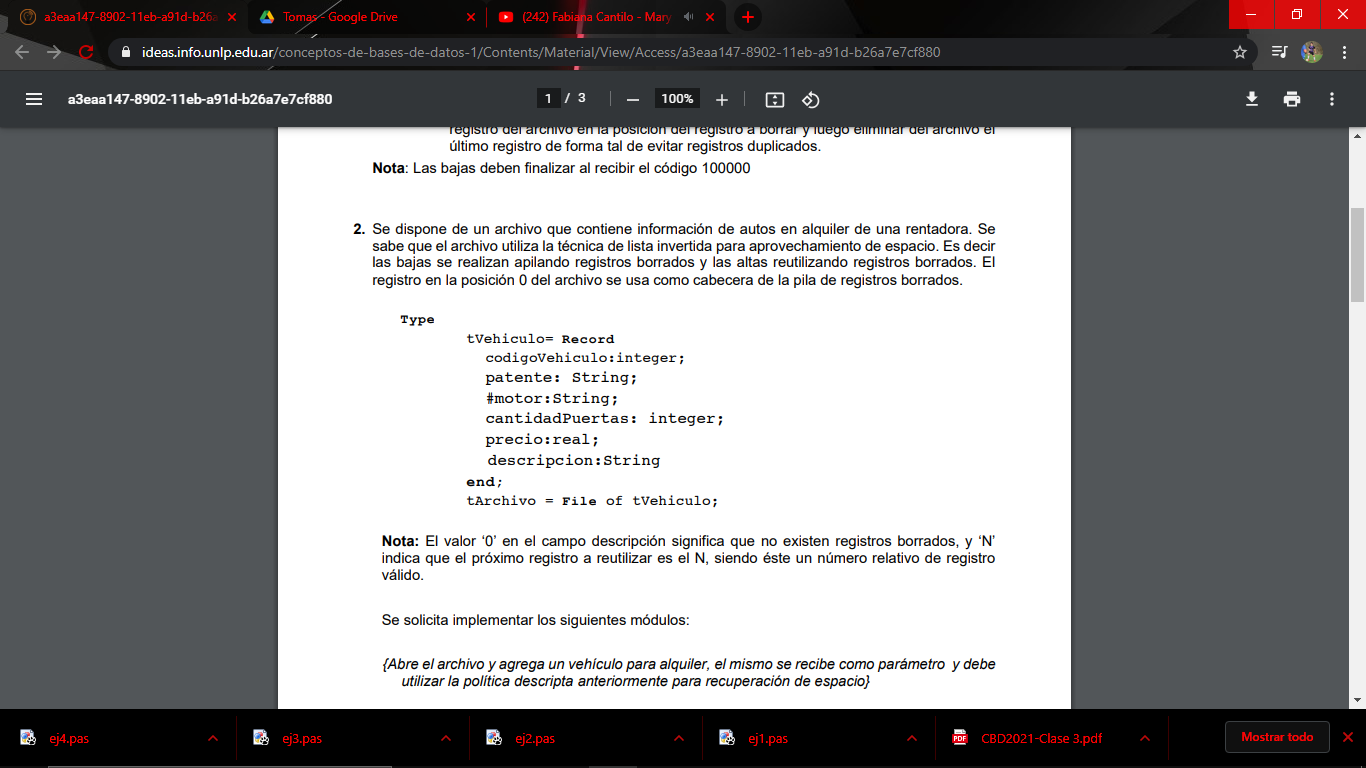 a3eaa147-8902-11eb-a91d-b26a
Tomas - Google Drive
(242) Fabiana Cantilo - Mary
ideas.info.unlp.edu.ar/conceptos-de-bases-de-datos-1/Contents/Material/View/Access/a3eaa147-8902-11eb-a91d-b26a7e7cf880
a3eaa147-8902-11eb-a91d-b26a7e7cf880
1 / 3
100%
registro del archivo en la posición del registro a borrar y luego eliminar del archivo el
último registro de forma tal de evitar registros duplicados.
Nota: Las bajas deben finalizar al recibir el código 100000
2. Se dispone de un archivo que contiene información de autos en alquiler de una rentadora. Se
sabe que el archivo utiliza la técnica de lista invertida para aprovechamiento de espacio. Es decir
las bajas se realizan apilando registros borrados y las altas reutilizando registros borrados. El
registro en la posición 0 del archivo se usa como cabecera de la pila de registros borrados.
Type
tVehiculo= Record
codigoVehiculo:integer;
patente: String;
#motor:String;
cantidadPuertas: integer;
precio:real;
descripcion:String
end;
tArchivo = File of tVehiculo;
Nota: El valor ‘0’ en el campo descripción significa que no existen registros borrados, y ‘N’
indica que el próximo registro a reutilizar es el N, siendo éste un número relativo de registro
válido.
Se solicita implementar los siguientes módulos:
{Abre el archivo y agrega un vehículo para alquiler, el mismo se recibe como parámetro y debe
utilizar la política descripta anteriormente para recuperación de espacio}
ej4.pas
ej3.pas
ej2.pas
ej1.pas
CBD2021-Clase 3.pdf
Mostrar todo